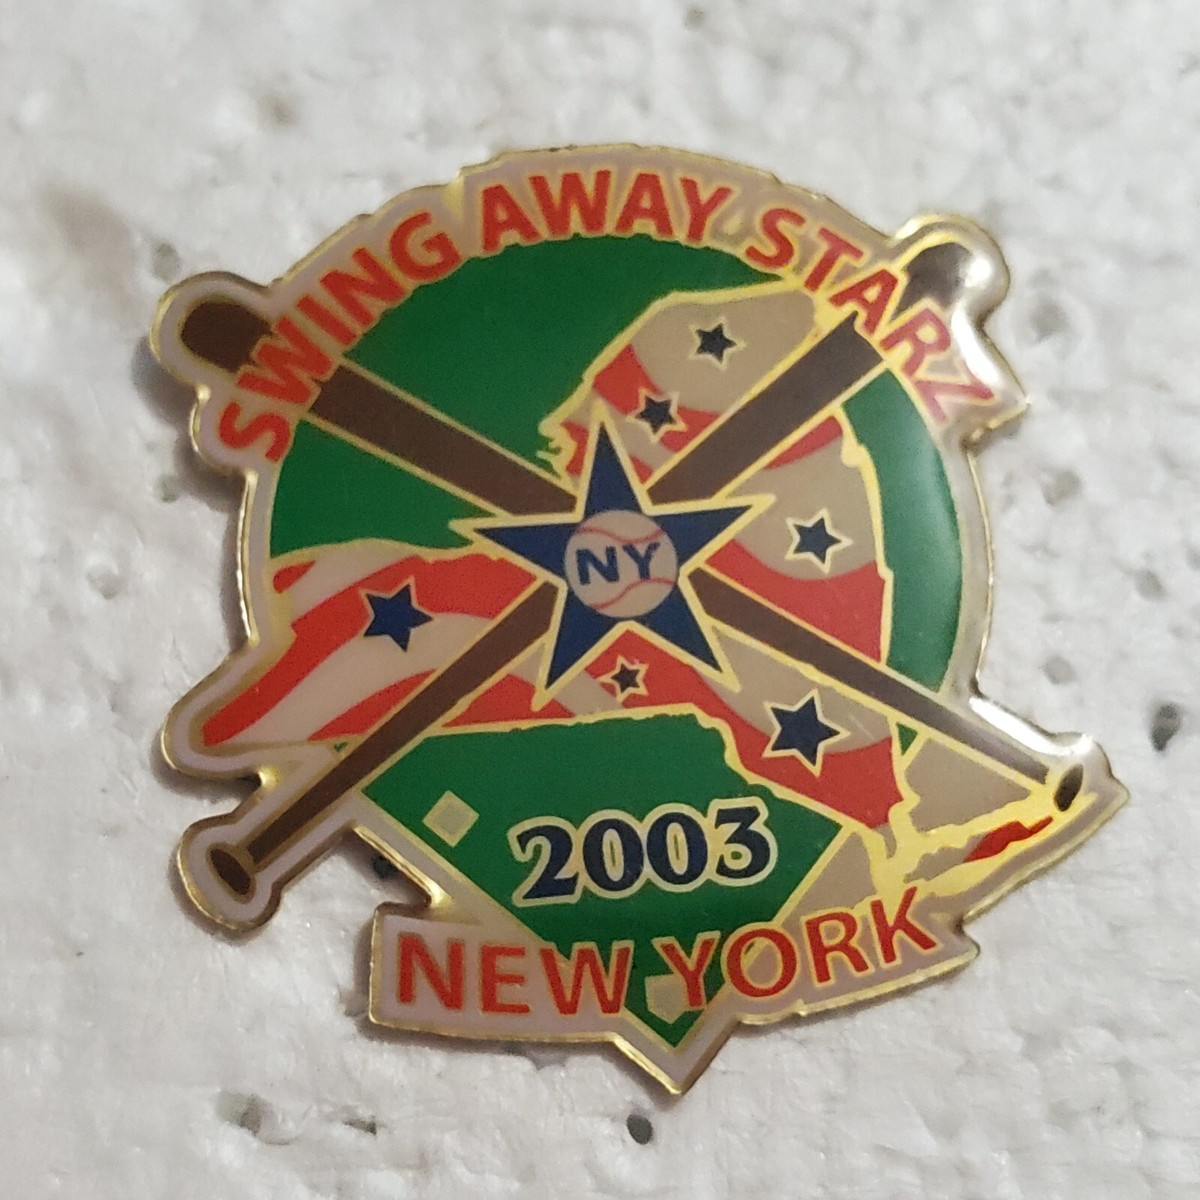 SWING AWAY STARZ
NY
2003
NEW YORK